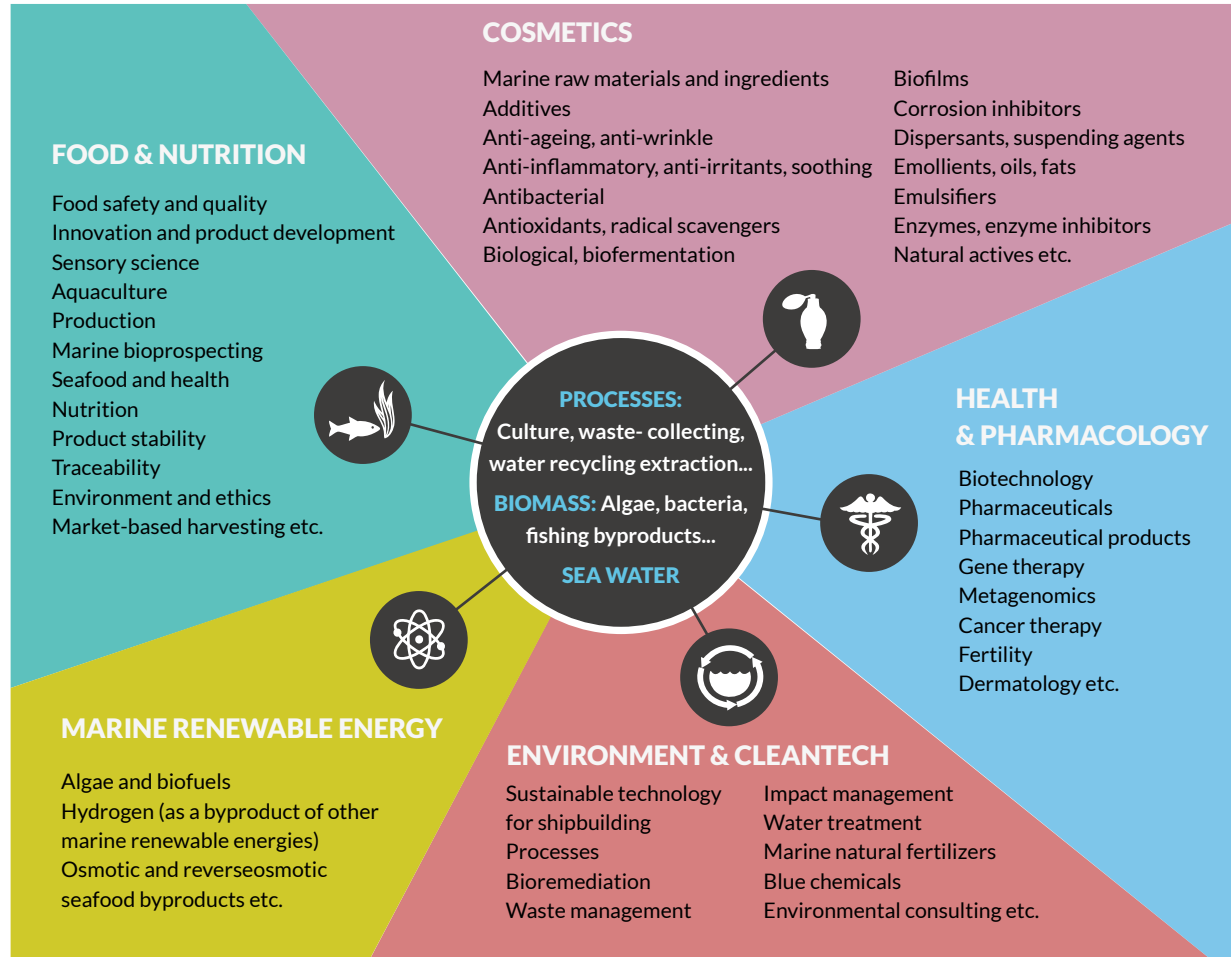 COSMETICS
Marine raw materials and ingredients
Additives
Anti-ageing, anti-wrinkle
Anti-inflammatory, anti-irritants, soothing
Antibacterial
Antioxidants, radical scavengers
Biological, biofermentation
Biofilms
Corrosion inhibitors
Dispersants, suspending agents
Emollients, oils, fats
Emulsifiers
Enzymes, enzyme inhibitors
Natural actives etc.
FOOD & NUTRITION
Food safety and quality
Innovation and product development
Sensory science
Aquaculture
Production
Marine bioprospecting
Seafood and health
Nutrition
Product stability
Traceability
Environment and ethics
Market-based harvesting etc.
PROCESSES:
Culture, waste- collecting,
water recycling extraction...
BIOMASS: Algae, bacteria,
fishing byproducts...
SEA WATER
HEALTH
& PHARMACOLOGY
Biotechnology
Pharmaceuticals
Pharmaceutical products
Gene therapy
Metagenomics
Cancer therapy
Fertility
Dermatology etc.
MARINE RENEWABLE ENERGY
Algae and biofuels
Hydrogen (as a byproduct of other
marine renewable energies)
Osmotic and reverseosmotic
seafood byproducts etc.
ENVIRONMENT & CLEANTECH
Sustainable technology
for shipbuilding
Processes
Bioremediation
Waste management
Impact management
Water treatment
Marine natural fertilizers
Blue chemicals
Environmental consulting etc.